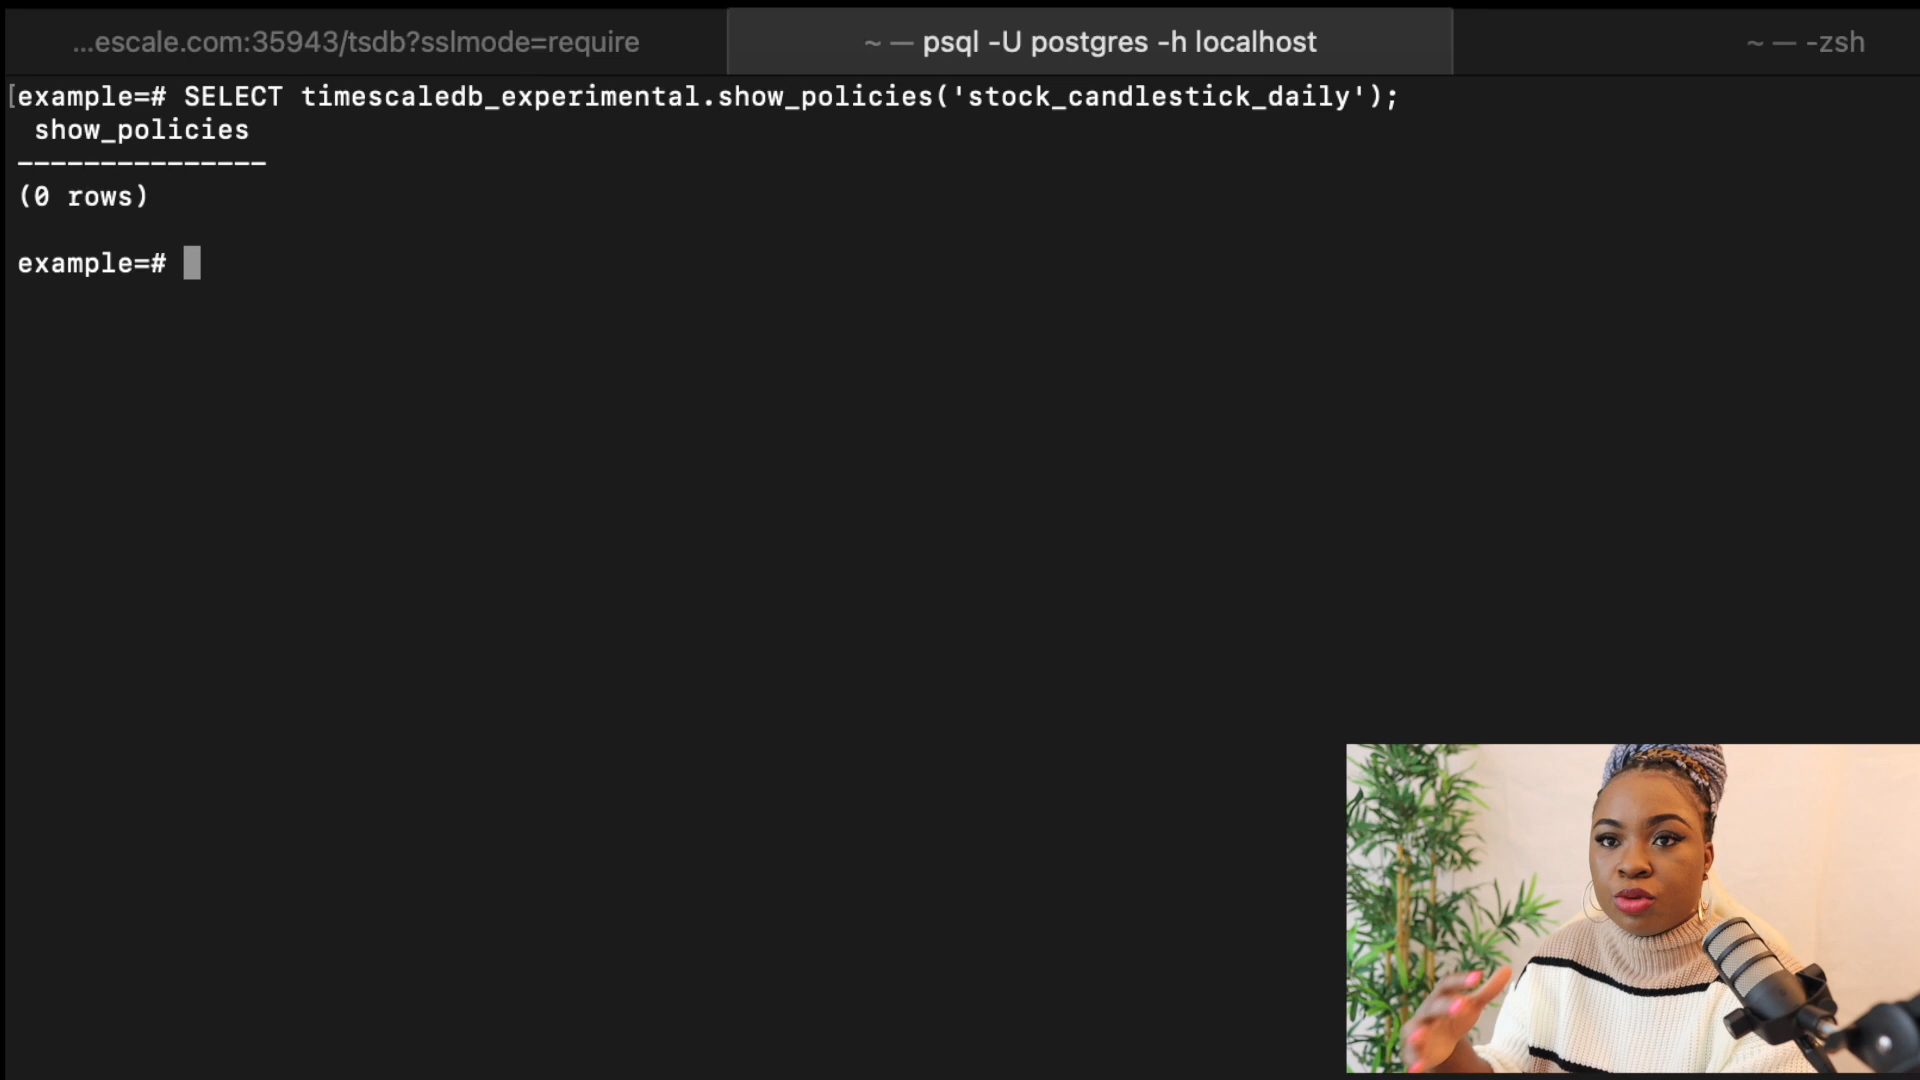 ...escale.com:35943/tsdb?sslmode=require
~ — psql -U postgres -h localhost
~ — -zsh
[example=# SELECT timescaledb_experimental.show_policies('stock_candlestick_daily');
show_policies
---------------
(0 rows)
example=#